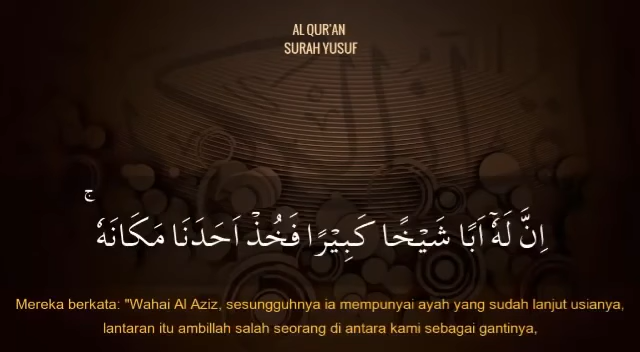 AL QUR'AN
SURAH YUSUF
اِنَّ لَهٗٓ اَبًا شَيْخًا كَبِيْرًا فَخُذْ اَحَدَنَا مَكَانَهٗ ۚ
Mereka berkata: "Wahai Al Aziz, sesungguhnya ia mempunyai ayah yang sudah lanjut usianya,
lantaran itu ambillah salah seorang di antara kami sebagai gantinya,